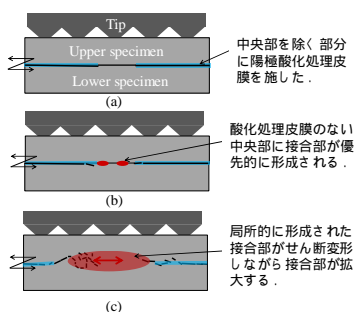 Tip
Upper specimen
Lower specimen
(a)
中央部を除く部分
に陽極酸化処理皮
膜を施した．
(b)
酸化処理皮膜のない
中央部に接合部が優
先的に形成される．
(c)
局所的に形成された
接合部がせん断変形
しながら接合部が拡
大する．